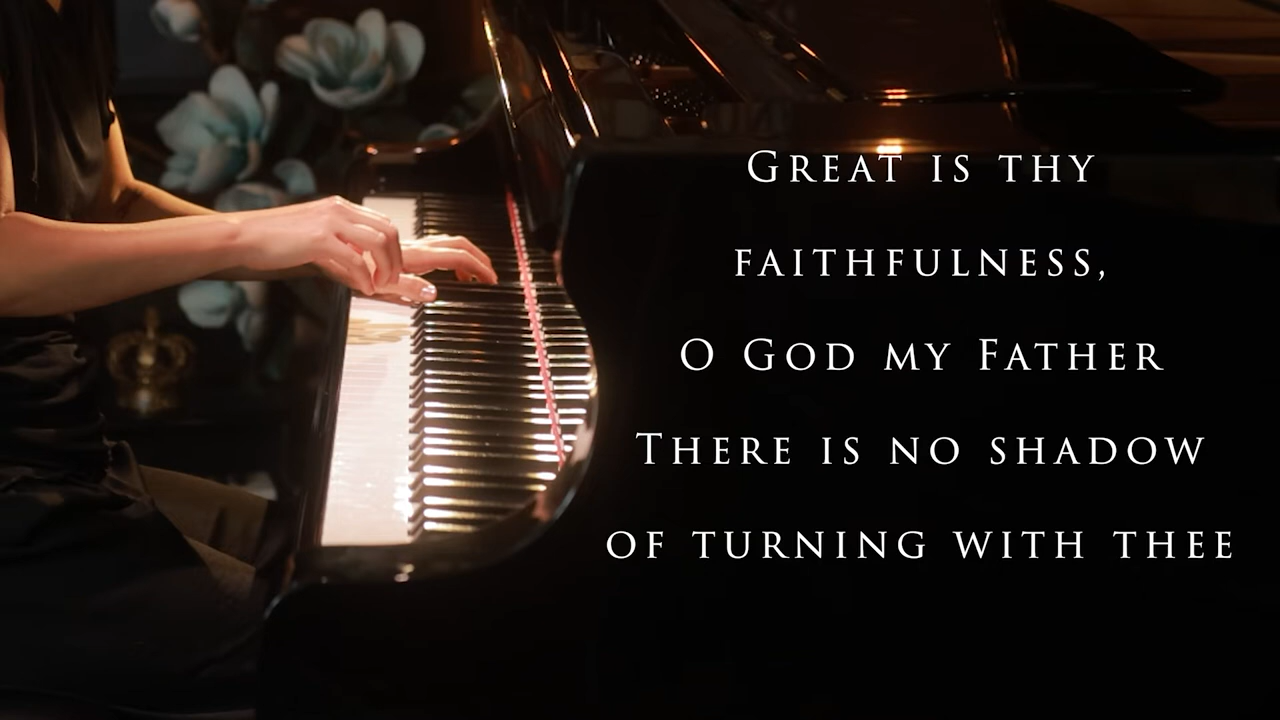 Great is thy
faithfulness,
O God my Father
There is no shadow
of turning with thee